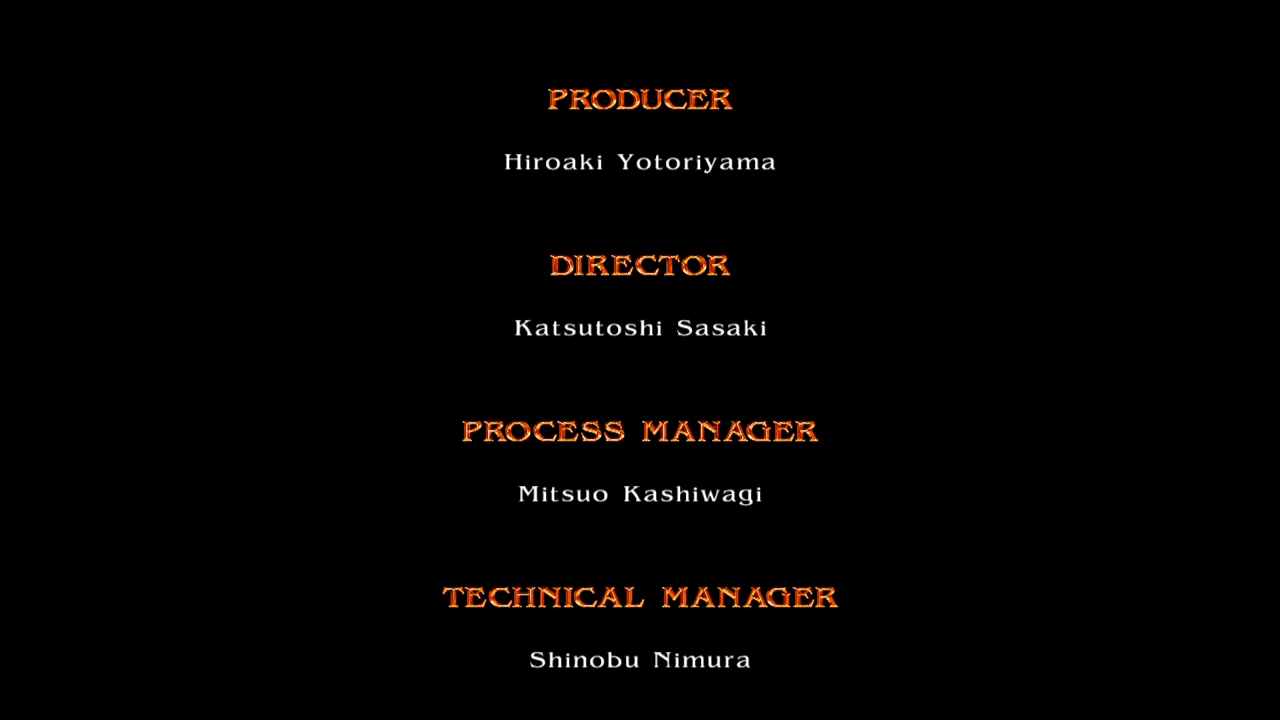 PRODUCER
Hiroaki Yotoriyama
DIRECTOR
Katsutoshi Sasaki
PROCESS MANAGER
Mitsuo Kashiwagi
TECHNICAL MANAGER
Shinobu Nimura